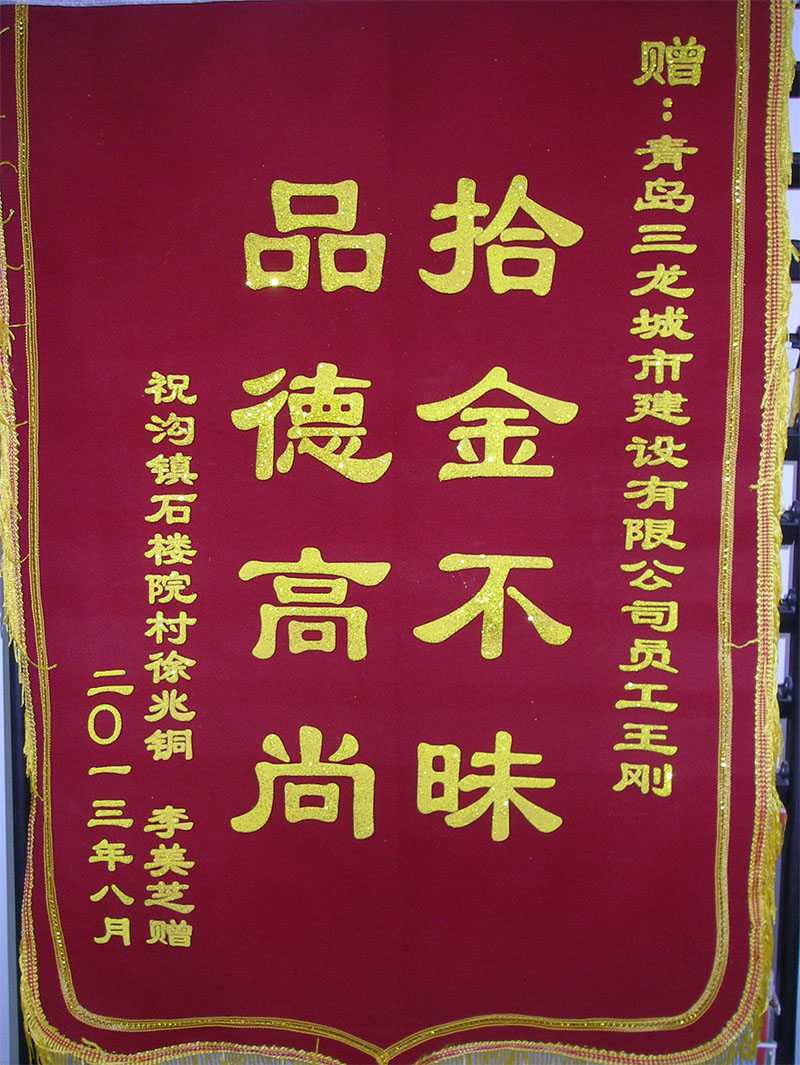 赠：青岛三龙城市建设有限公司员工王刚
拾金不昧
品德高尚
祝沟镇石楼院村徐兆铜 李美芝赠
二〇一三年八月